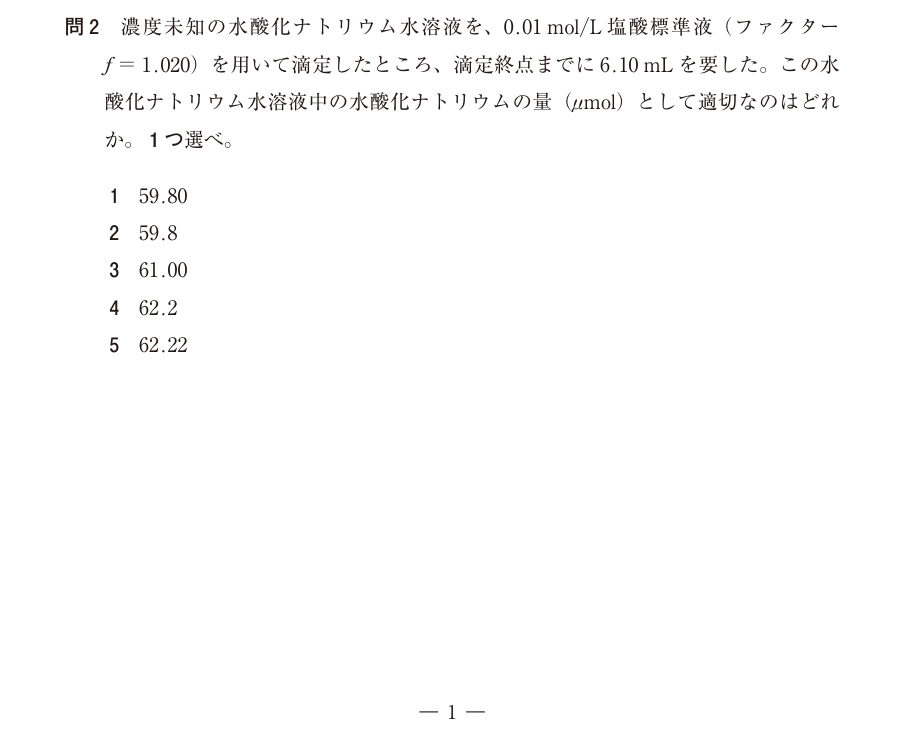 問2 濃度未知の水酸化ナトリウム水溶液を、0.01 mol/L 塩酸標準液（ファクター
f = 1.020）を用いて滴定したところ、滴定終点までに 6.10 mL を要した。この水
酸化ナトリウム水溶液中の水酸化ナトリウムの量（μmol）として適切なのはどれ
か。1つ選べ。
1 59.80
2 59.8
3 61.00
4 62.2
5 62.22
— 1 —